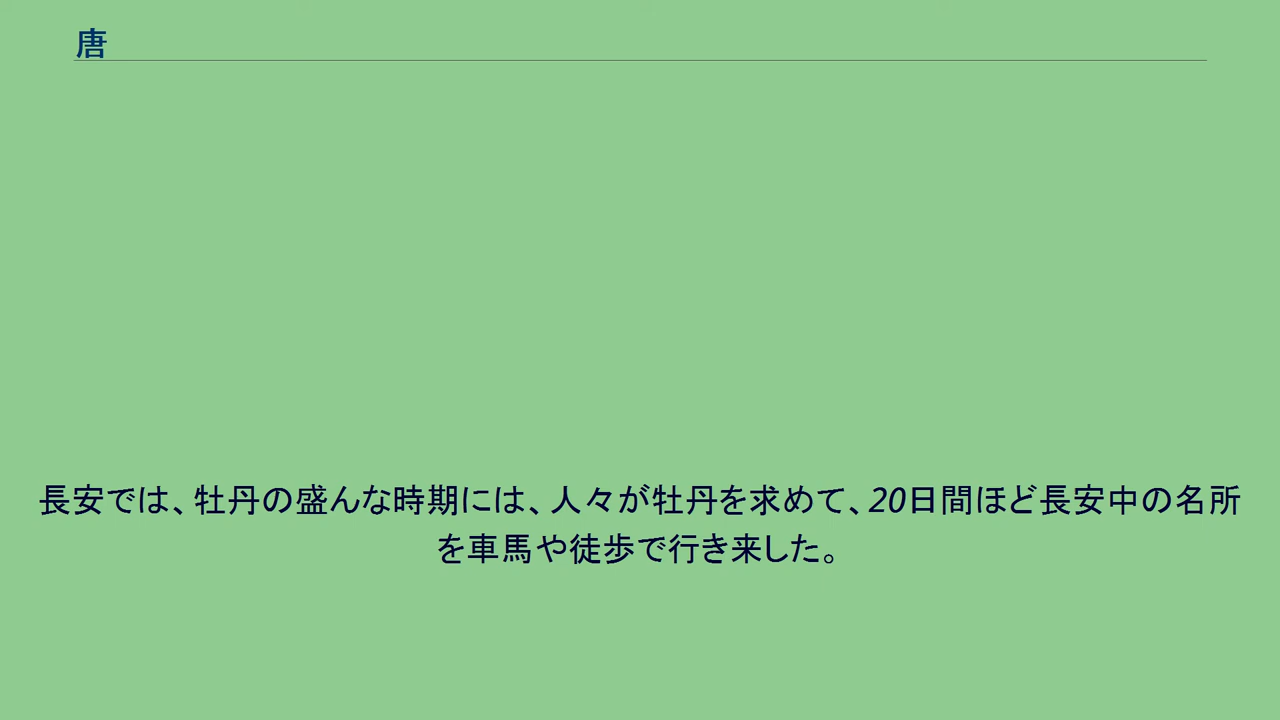 唐
長安では、牡丹の盛んな時期には、人々が牡丹を求めて、20日間ほど長安中の名所
を車馬や徒歩で行き来した。